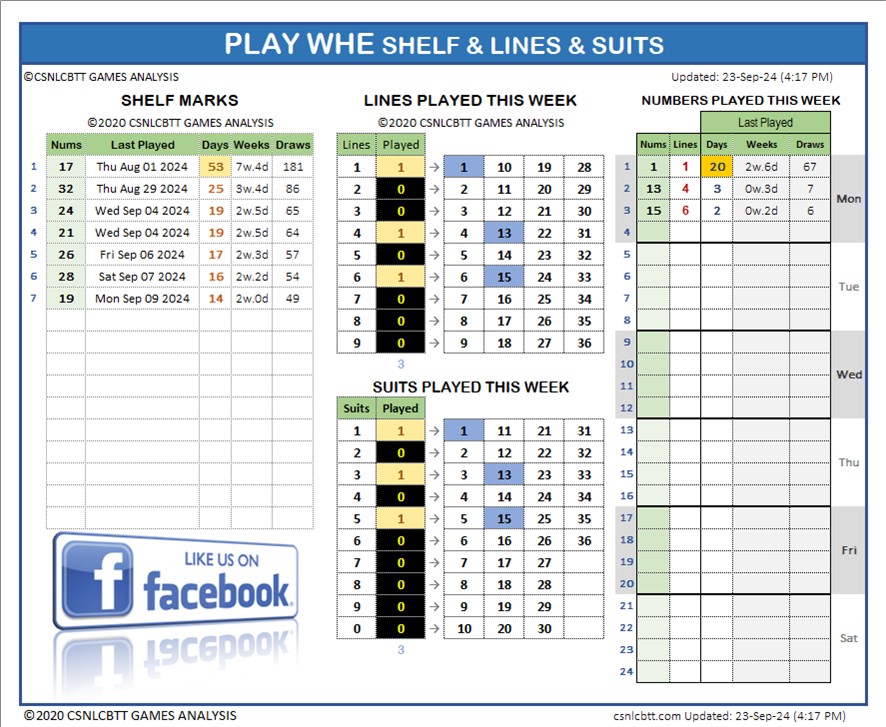 PLAY WHE SHELF & LINES & SUITS
©CSNLCBTT GAMES ANALYSIS
Updated: 23-Sep-24 (4:17 PM)
SHELF MARKS
©2020 CSNLCBTT GAMES ANALYSIS
Nums Last Played Days Weeks Draws
1 17 Thu Aug 01 2024 53 7w.4d 181
2 32 Thu Aug 29 2024 25 3w.4d 86
3 24 Wed Sep 04 2024 19 2w.5d 65
4 21 Wed Sep 04 2024 19 2w.5d 64
5 26 Fri Sep 06 2024 17 2w.3d 57
6 28 Sat Sep 07 2024 16 2w.2d 54
7 19 Mon Sep 09 2024 14 2w.0d 49
LIKE US ON
facebook.
LINES PLAYED THIS WEEK
©2020 CSNLCBTT GAMES ANALYSIS
Lines Played
1 1 → 1 10 19 28
2 0 → 2 11 20 29
3 0 → 3 12 21 30
4 1 → 4 13 22 31
5 0 → 5 14 23 32
6 1 → 6 15 24 33
7 0 → 7 16 25 34
8 0 → 8 17 26 35
9 0 → 9 18 27 36
3
SUITS PLAYED THIS WEEK
Suits Played
1 1 → 1 11 21 31
2 0 → 2 12 22 32
3 1 → 3 13 23 33
4 0 → 4 14 24 34
5 1 → 5 15 25 35
6 0 → 6 16 26 36
7 0 → 7 17 27
8 0 → 8 18 28
9 0 → 9 19 29
0 0 → 10 20 30
3
NUMBERS PLAYED THIS WEEK
Last Played
Nums Lines Days Weeks Draws
1 1 1 20 2w.6d 67
2 13 4 3 0w.3d 7
3 15 6 2 0w.2d 6
4
Mon
5
6
7
8
Tue
9
10
11
12
Wed
13
14
15
16
Thu
17
18
19
20
Fri
21
22
23
24
Sat
©2020 CSNLCBTT GAMES ANALYSIS
csnlcbtt.com Updated: 23-Sep-24 (4:17 PM)